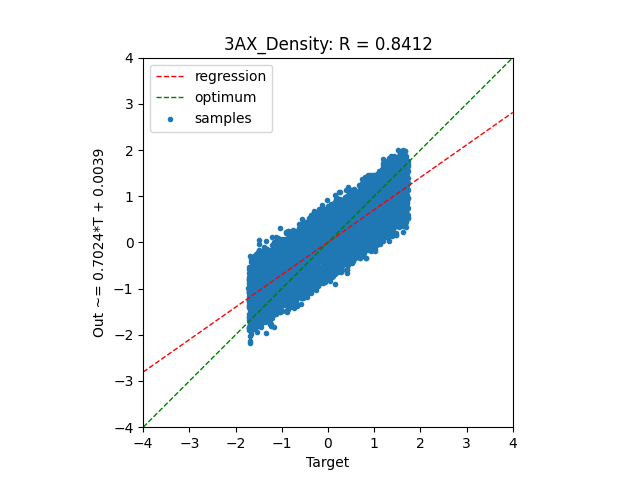 3AX_Density: R = 0.8412
regression
optimum
samples
Out ~= 0.7024*T + 0.0039
4
3
2
1
0
−1
−2
−3
−4
−4 −3 −2 −1 0 1 2 3 4
Target